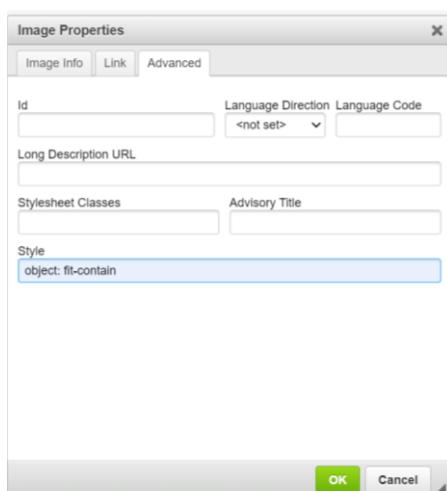 Image Properties
Image Info Link Advanced
Id Language Direction Language Code
<not set>
Long Description URL
Stylesheet Classes Advisory Title
Style
object: fit-contain
OK Cancel